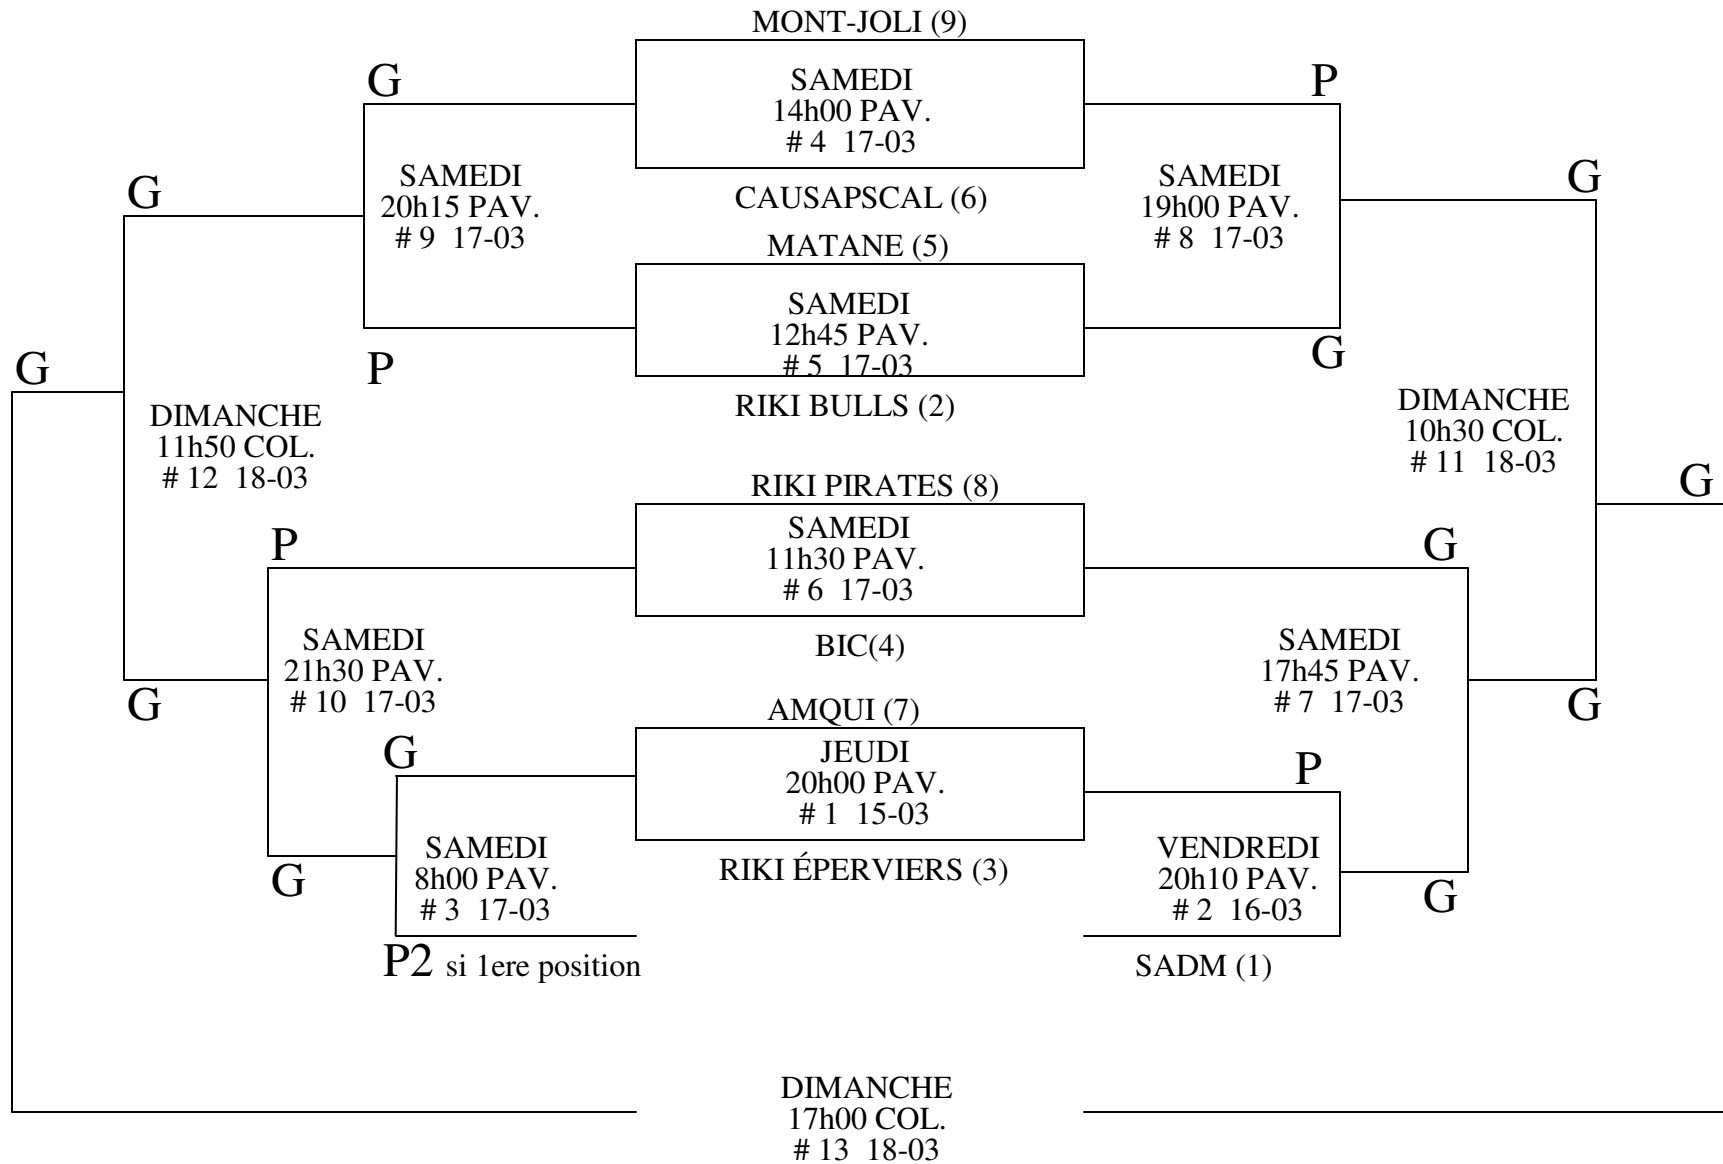 MONT-JOLI (9)
G
SAMEDI
14h00 PAV.
# 4 17-03
P
G
SAMEDI
20h15 PAV.
# 9 17-03
CAUSAPSCAL (6)
SAMEDI
19h00 PAV.
# 8 17-03
G
MATANE (5)
SAMEDI
12h45 PAV.
# 5 17-03
G
P
G
RIKI BULLS (2)
DIMANCHE
11h50 COL.
# 12 18-03
DIMANCHE
10h30 COL.
# 11 18-03
G
RIKI PIRATES (8)
P
SAMEDI
11h30 PAV.
# 6 17-03
G
BIC(4)
SAMEDI
21h30 PAV.
# 10 17-03
SAMEDI
17h45 PAV.
# 7 17-03
G
G
AMQUI (7)
G
JEUDI
20h00 PAV.
# 1 15-03
P
RIKI ÉPERVIERS (3)
SAMEDI
8h00 PAV.
# 3 17-03
VENDREDI
20h10 PAV.
# 2 16-03
G
G
P2 si 1ere position
SADM (1)
DIMANCHE
17h00 COL.
# 13 18-03